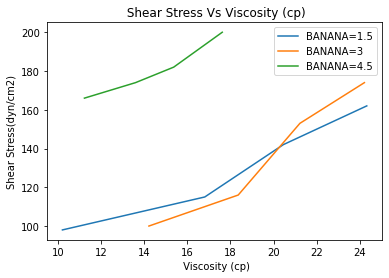 Shear Stress Vs Viscosity (cp)
BANANA=1.5
BANANA=3
BANANA=4.5
Shear Stress(dyn/cm2)
200
180
160
140
120
100
10 12 14 16 18 20 22 24
Viscosity (cp)